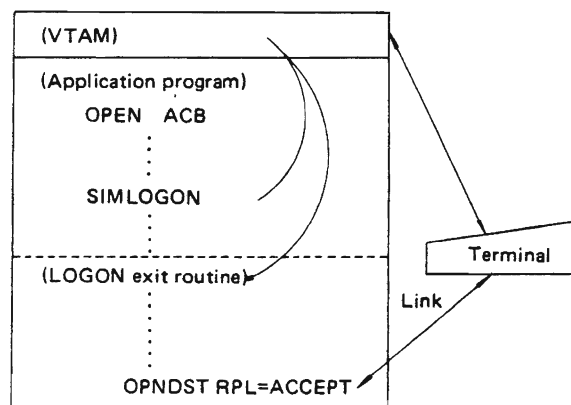 (VTAM)
(Application program)
OPEN ACB
SIMLOGON
Terminal
(LOGON exit routine)
Link
OPNDST RPL=ACCEPT